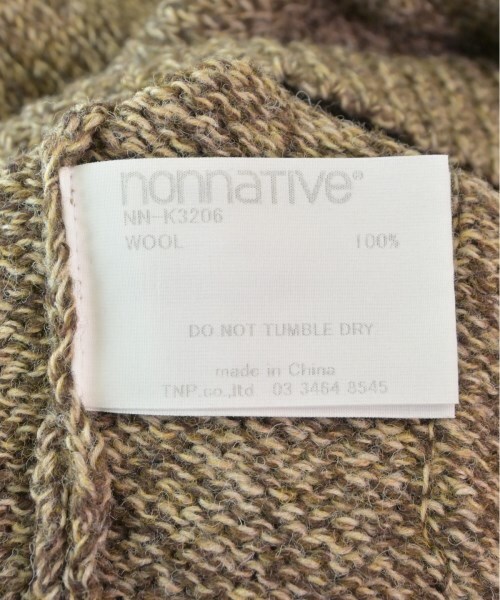 nonnative®
NN-K3206
WOOL 100%
DO NOT TUMBLE DRY
made in China
TNP.co.,ltd 03 3464 8545